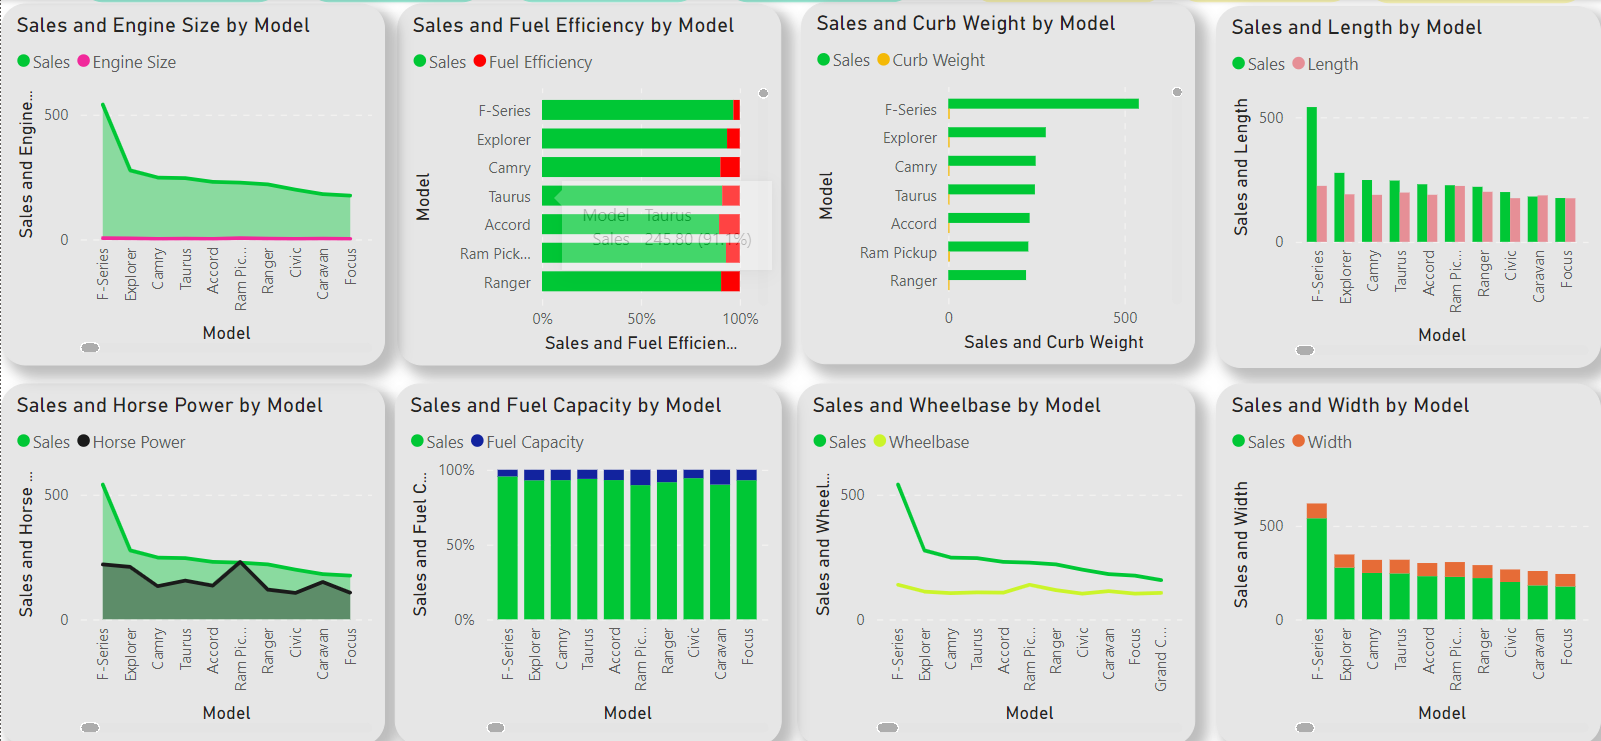 Sales and Engine Size by Model
Sales Engine Size
Sales and Engine...
500
0
F-Series
Explorer
Camry
Taurus
Accord
Ram Pic...
Ranger
Civic
Caravan
Focus
Model
Sales and Fuel Efficiency by Model
Sales Fuel Efficiency
Model
F-Series
Explorer
Camry
Taurus
Accord
Ram Pick...
Ranger
Model Taurus
Sales 245.80 (91.1%)
0% 50% 100%
Sales and Fuel Efficien...
Sales and Curb Weight by Model
Sales Curb Weight
Model
F-Series
Explorer
Camry
Taurus
Accord
Ram Pickup
Ranger
0 500
Sales and Curb Weight
Sales and Length by Model
Sales Length
Sales and Length
500
0
F-Series
Explorer
Camry
Taurus
Accord
Ram Pic...
Ranger
Civic
Caravan
Focus
Model
Sales and Horse Power by Model
Sales Horse Power
Sales and Horse ...
500
0
F-Series
Explorer
Camry
Taurus
Accord
Ram Pic...
Ranger
Civic
Caravan
Focus
Model
Sales and Fuel Capacity by Model
Sales Fuel Capacity
Sales and Fuel C...
100%
50%
0%
F-Series
Explorer
Camry
Taurus
Accord
Ram Pic...
Ranger
Civic
Caravan
Focus
Model
Sales and Wheelbase by Model
Sales Wheelbase
Sales and Wheel...
500
0
F-Series
Explorer
Camry
Taurus
Accord
Ram Pic...
Ranger
Civic
Caravan
Focus
Grand C...
Model
Sales and Width by Model
Sales Width
Sales and Width
500
0
F-Series
Explorer
Camry
Taurus
Accord
Ram Pic...
Ranger
Civic
Caravan
Focus
Model